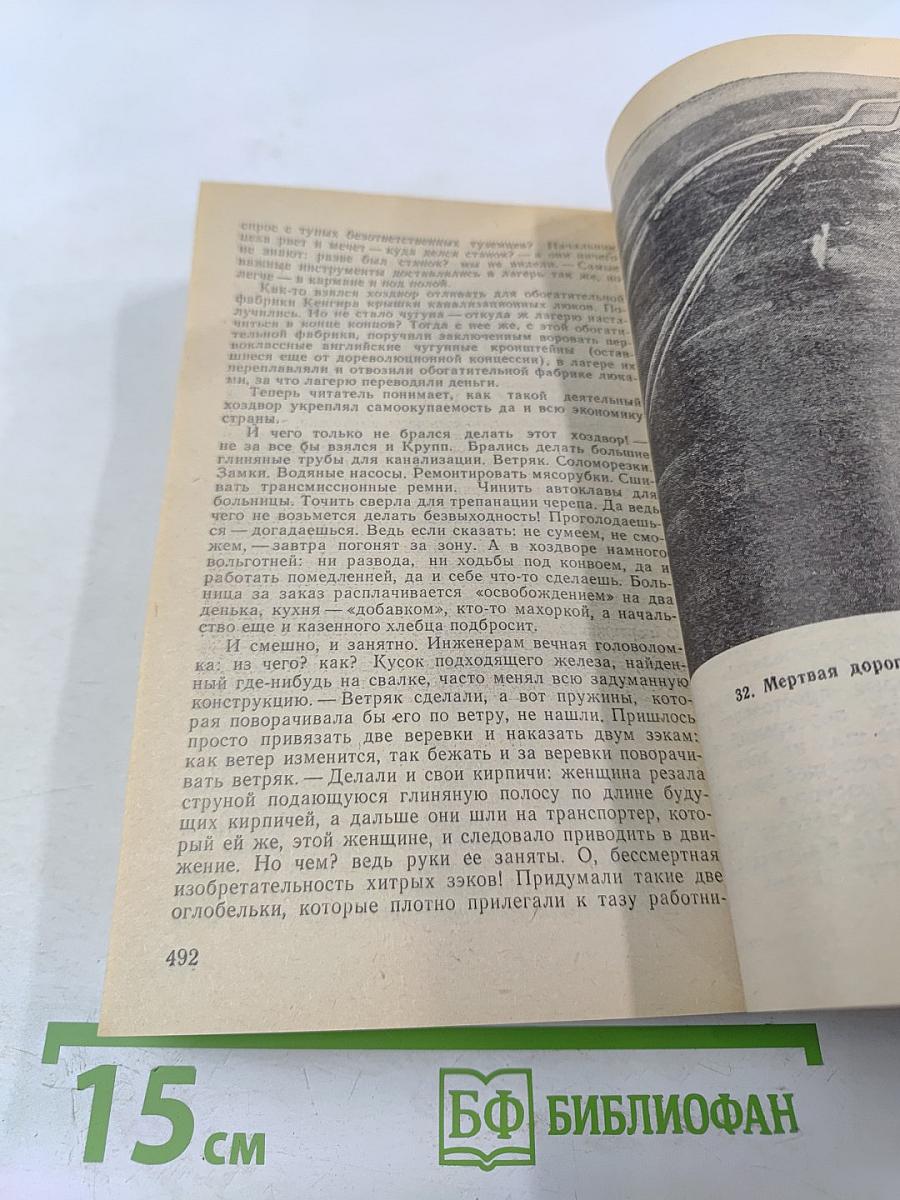 спрос с тупых безответственных туземцев? Начальник
цеха рвет и мечет — куда делся станок? — а они ничего
не знают: разве был станок? мы не видели. — Самые
важные инструменты доставлялись в лагерь так же, но
легче — в кармане и под полой.
Как-то взялся хоздвор отливать для обогатительной
фабрики Кенгира крышки канализационных люков. По-
лучились. Но не стало чугуна — откуда ж лагерю наста-
читься в конце концов? Тогда с нее же, с этой обогати-
тельной фабрики, поручили заключенным воровать пер-
воклассные английские чугунные кронштейны (остав-
шиеся еще от дореволюционной концессии), в лагере их
переплавляли и отвозили обогатительной фабрике люка-
ми, за что лагерю переводили деньги.
Теперь читатель понимает, как такой деятельный
хоздвор укреплял самоокупаемость да и всю экономику
страны.
И чего только не брался делать этот хоздвор! —
не за все бы взялся и Крупп. Брались делать большие
глиняные трубы для канализации. Ветряк. Соломорезки.
Замки. Водяные насосы. Ремонтировать мясорубки. Сши-
вать трансмиссионные ремни. Чинить автоклавы для
больницы. Точить сверла для трепанации черепа. Да ведь
чего не возьмется делать безвыходность! Проголодаешь-
ся — догадаешься. Ведь если сказать: не сумеем, не смо-
жем, — завтра погонят за зону. А в хоздворе намного
вольготней: ни развода, ни ходьбы под конвоем, да и
работать помедленней, да и себе что-то сделаешь. Боль-
ница за заказ расплачивается «освобождением» на два
денька, кухня — «добавком», кто-то махоркой, а началь-
ство еще и казенного хлебца подбросит.
И смешно, и занятно. Инженерам вечная головолом-
ка: из чего? как? Кусок подходящего железа, найден-
ный где-нибудь на свалке, часто менял всю задуманную
конструкцию. — Ветряк сделали, а вот пружины, кото-
рая поворачивала бы его по ветру, не нашли. Пришлось
просто привязать две веревки и наказать двум зэкам:
как ветер изменится, так бежать и за веревки поворачи-
вать ветряк. — Делали и свои кирпичи: женщина резала
струной подающуюся глиняную полосу по длине буду-
щих кирпичей, а дальше они шли на транспортер, кото-
рый ей же, этой женщине, и следовало приводить в дви-
жение. Но чем? ведь руки ее заняты. О, бессмертная
изобретательность хитрых зэков! Придумали такие две
оглобельки, которые плотно прилегали к тазу работни-
492
32. Мертвая дорог
15 см
БФ БИБЛИОФАН